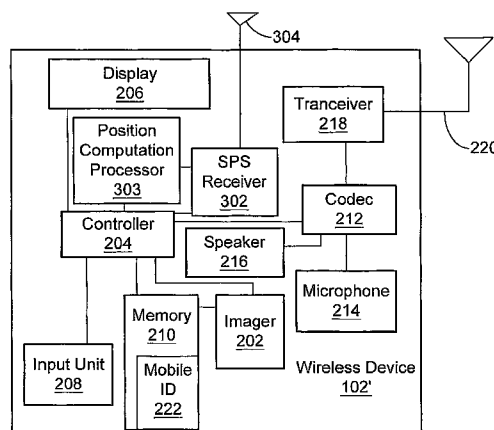 304
Display
206
Tranceiver
218
220
Position
Computation
Processor
303
SPS
Receiver
302
Codec
212
Controller
204
Speaker
216
Microphone
214
Memory
210
Imager
202
Input Unit
208
Mobile
ID
222
Wireless Device
102'